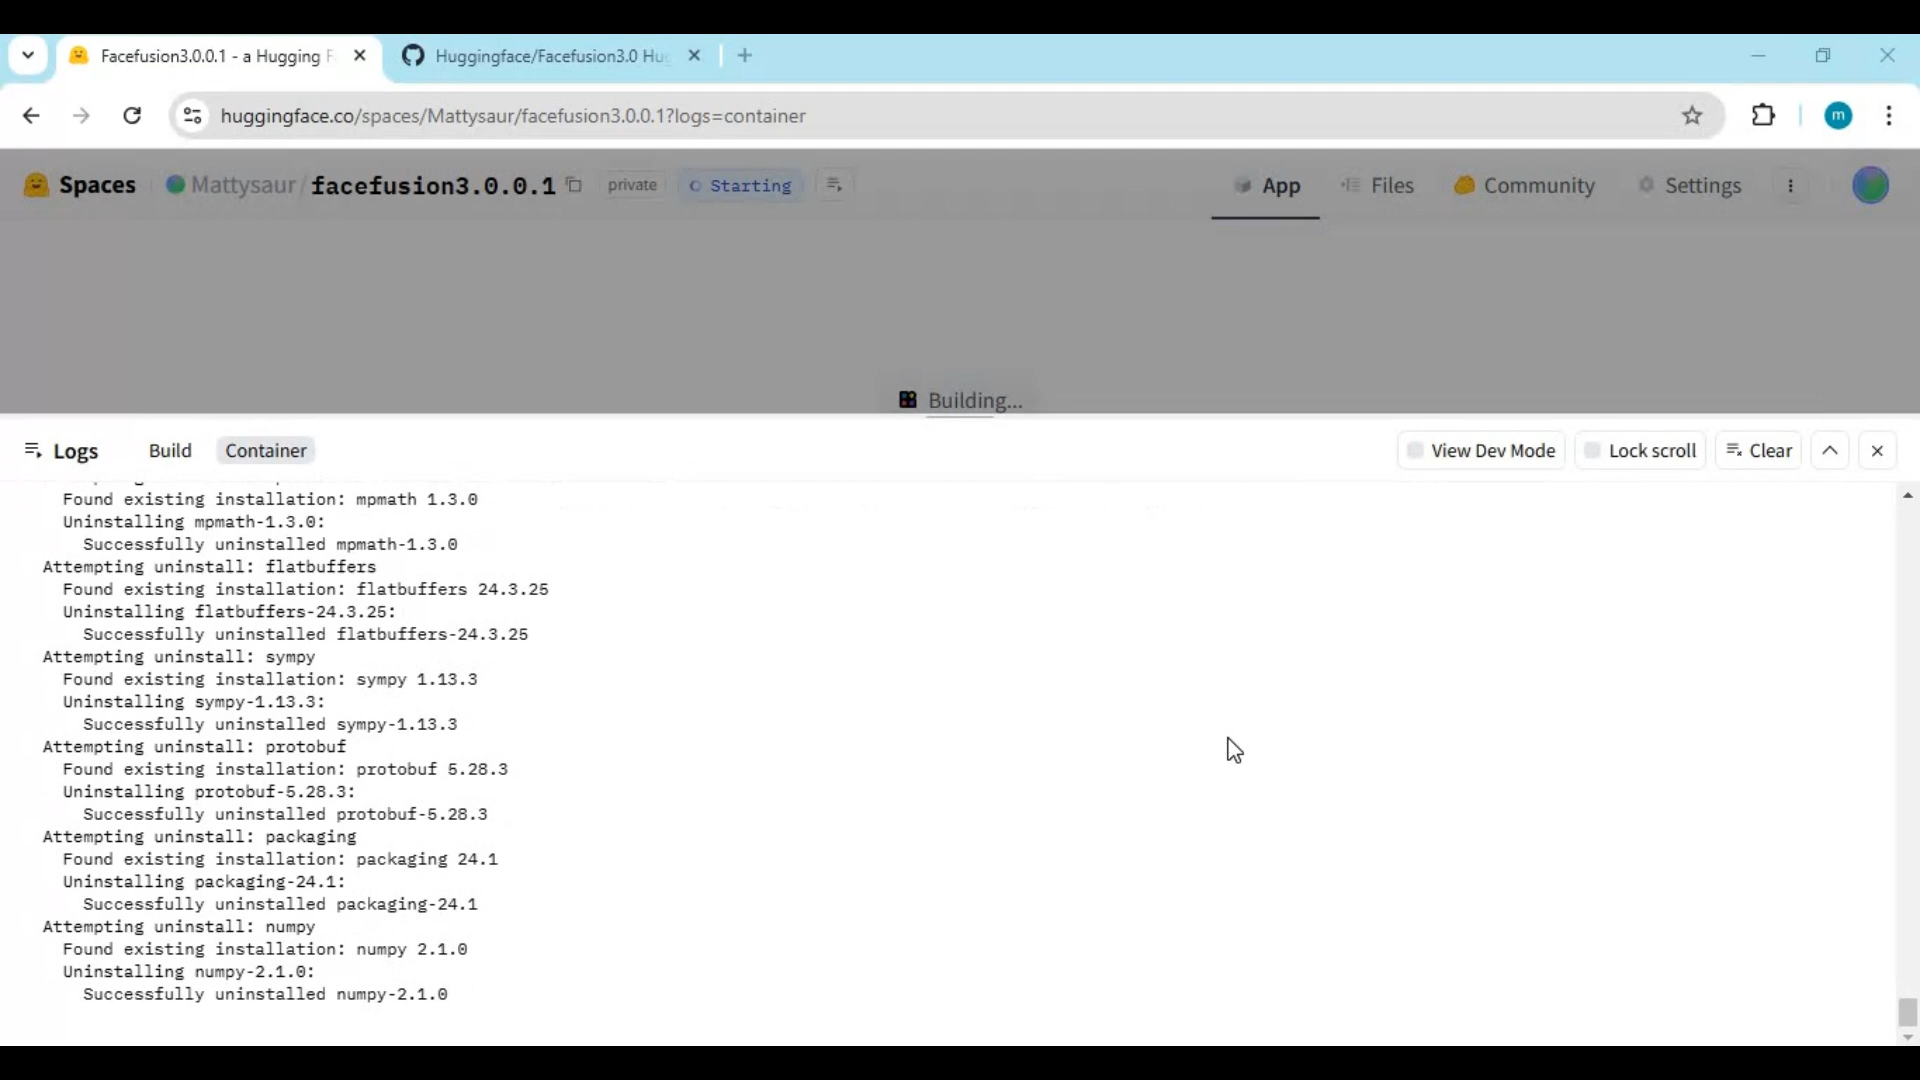 Facefusion3.0.0.1 - a Hugging F
Huggingface/Facefusion3.0 Hug
huggingface.co/spaces/Mattysaur/facefusion3.0.0.1?logs=container
m
Spaces Mattysaur/facefusion3.0.0.1 private Starting App Files Community Settings
Building...
Logs Build Container View Dev Mode Lock scroll Clear
Found existing installation: mpmath 1.3.0
Uninstalling mpmath-1.3.0:
Successfully uninstalled mpmath-1.3.0
Attempting uninstall: flatbuffers
Found existing installation: flatbuffers 24.3.25
Uninstalling flatbuffers-24.3.25:
Successfully uninstalled flatbuffers-24.3.25
Attempting uninstall: sympy
Found existing installation: sympy 1.13.3
Uninstalling sympy-1.13.3:
Successfully uninstalled sympy-1.13.3
Attempting uninstall: protobuf
Found existing installation: protobuf 5.28.3
Uninstalling protobuf-5.28.3:
Successfully uninstalled protobuf-5.28.3
Attempting uninstall: packaging
Found existing installation: packaging 24.1
Uninstalling packaging-24.1:
Successfully uninstalled packaging-24.1
Attempting uninstall: numpy
Found existing installation: numpy 2.1.0
Uninstalling numpy-2.1.0:
Successfully uninstalled numpy-2.1.0